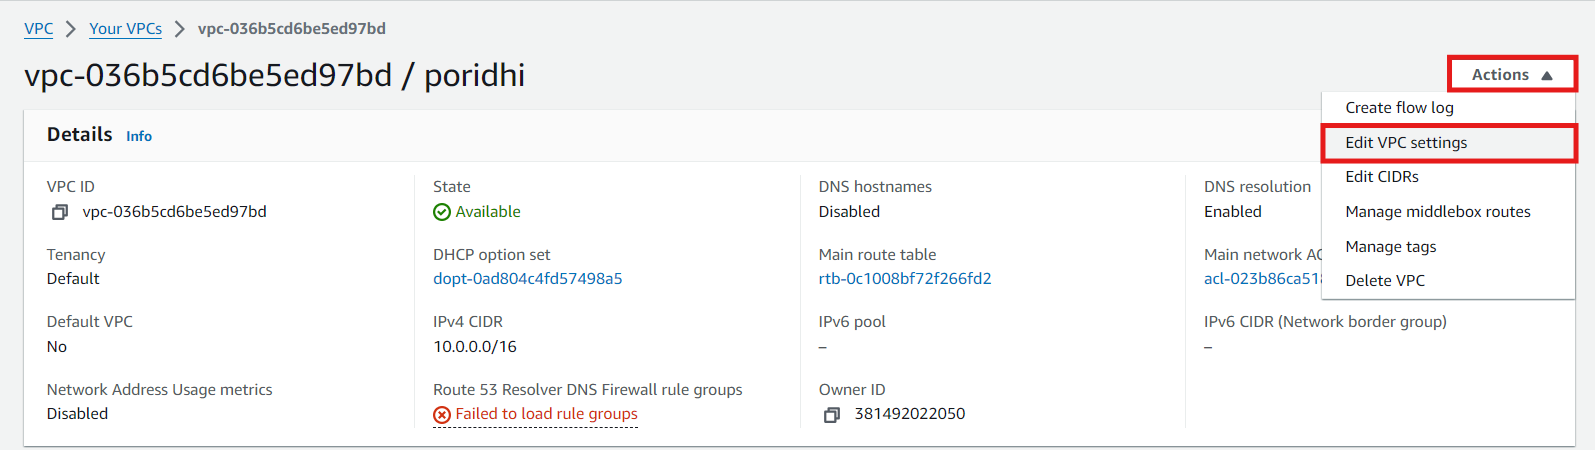 VPC > Your VPCs > vpc-036b5cd6be5ed97bd
vpc-036b5cd6be5ed97bd / poridhi
Actions
Create flow log
Edit VPC settings
Edit CIDRs
Manage middlebox routes
Manage tags
Delete VPC
Details Info
VPC ID
vpc-036b5cd6be5ed97bd
State
Available
DNS hostnames
Disabled
DNS resolution
Enabled
Tenancy
Default
DHCP option set
dopt-0ad804c4fd57498a5
Main route table
rtb-0c1008bf72f266fd2
Main network AC
acl-023b86ca518
Default VPC
No
IPv4 CIDR
10.0.0.0/16
IPv6 pool
–
IPv6 CIDR (Network border group)
–
Network Address Usage metrics
Disabled
Route 53 Resolver DNS Firewall rule groups
Failed to load rule groups
Owner ID
381492022050